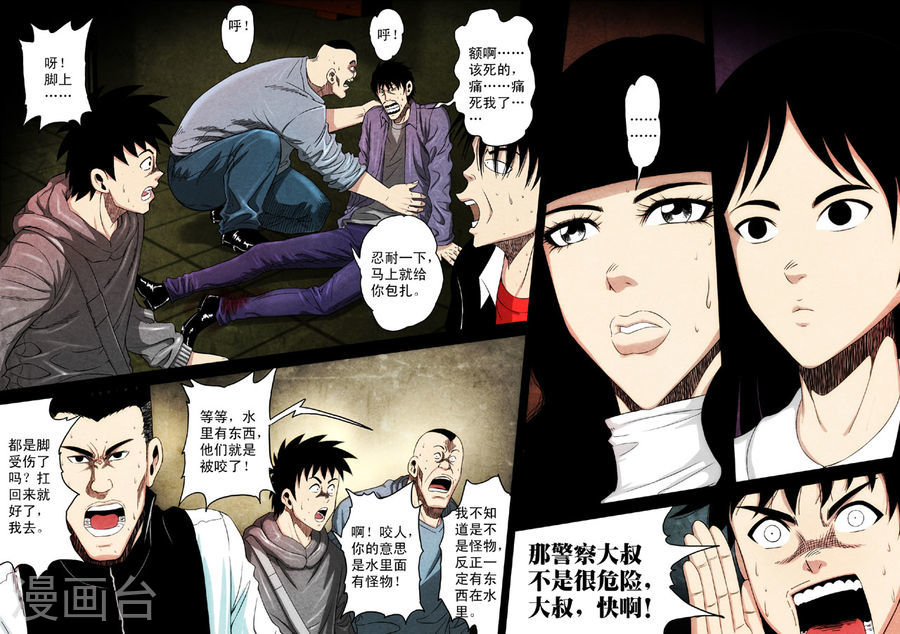 呀！
脚上
……
呼！
呼！
额啊……
该死的，
痛……痛
死我了…
…
忍耐一下，
马上就给
你包扎。
……
……
都是脚
受伤了
吗？扛
回来就
好了，
我去。
等等，水
里有东西，
他们就是
被咬了！
啊！咬人，
你的意思
是水里面
有怪物！
我不知
道是不
是怪物，
反正一
定有东
西在水
里。
那警察大叔
不是很危险，
大叔，快啊！
漫画台